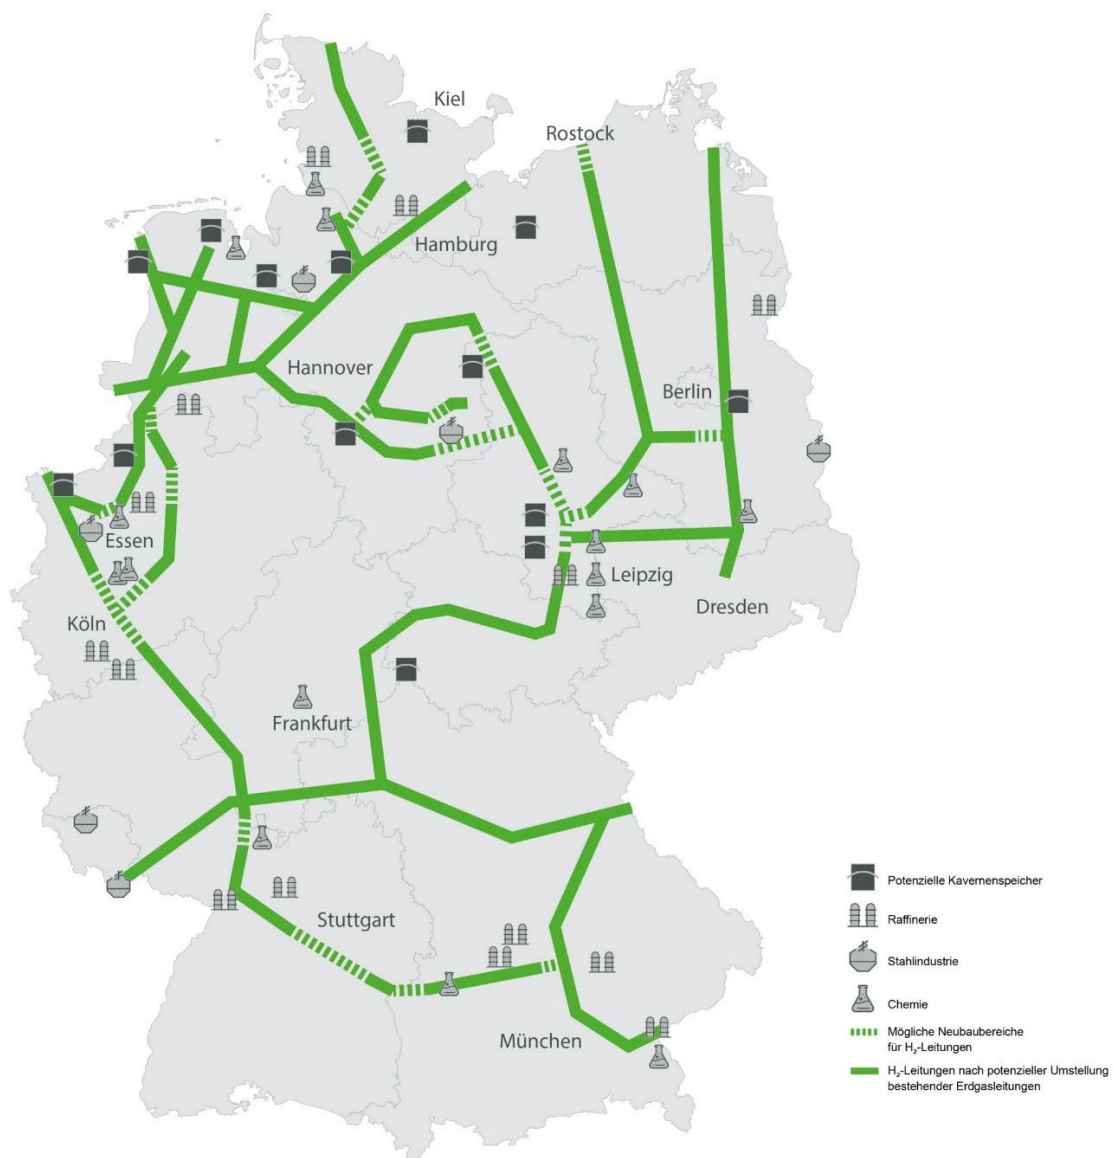 Kiel
Rostock
Hamburg
Hannover
Berlin
Essen
Leipzig
Dresden
Köln
Frankfurt
Stuttgart
München
Potenzielle Kavernenspeicher
Raffinerie
Stahlindustrie
Chemie
Mögliche Neubaubereiche
für H₂-Leitungen
H₂-Leitungen nach potenzieller Umstellung
bestehender Erdgasleitungen